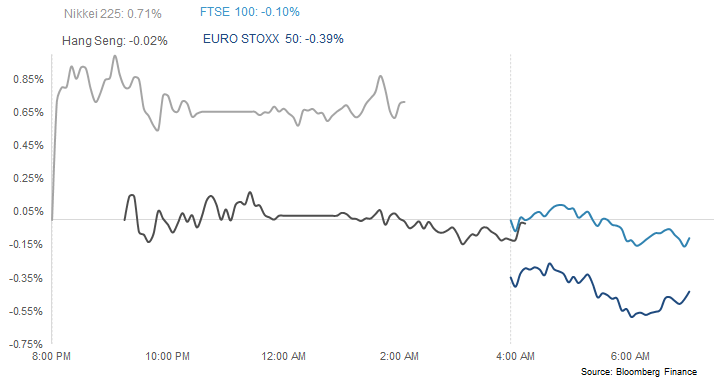 Nikkei 225: 0.71%
FTSE 100: -0.10%
Hang Seng: -0.02%
EURO STOXX 50: -0.39%
0.85%
0.65%
0.45%
0.25%
0.05%
-0.15%
-0.35%
-0.55%
-0.75%
8:00 PM
10:00 PM
12:00 AM
2:00 AM
4:00 AM
6:00 AM
Source: Bloomberg Finance